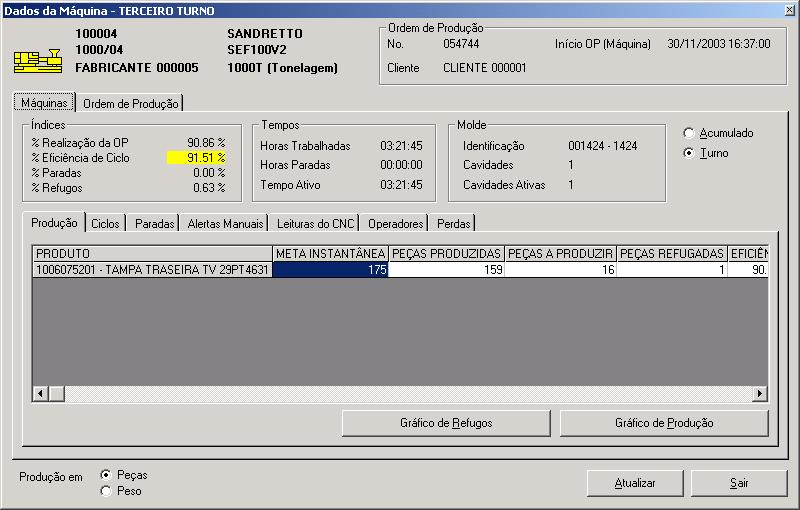 Dados da Máquina - TERCEIRO TURNO
100004 SANDRETTO
1000/04 SEF100V2
FABRICANTE 000005 1000T (Tonelagem)
Ordem de Produção
No. 054744 Início OP (Máquina) 30/11/2003 16:37:00
Cliente CLIENTE 000001
Máquinas Ordem de Produção
Índices
% Realização da OP 90.86 %
% Eficiência de Ciclo 91.51 %
% Paradas 0.00 %
% Refugos 0.63 %
Tempos
Horas Trabalhadas 03:21:45
Horas Paradas 00:00:00
Tempo Ativo 03:21:45
Molde
Identificação 001424 - 1424
Cavidades 1
Cavidades Ativas 1
Acumulado
Turno
Produção Ciclos Paradas Alertas Manuais Leituras do CNC Operadores Perdas
PRODUTO META INSTANTÂNEA PEÇAS PRODUZIDAS PEÇAS A PRODUZIR PEÇAS REFUGADAS EFICIÊN
1006075201 - TAMPA TRASEIRA TV 29PT4631 175 159 16 1 90.
Gráfico de Refugos Gráfico de Produção
Produção em
Peças
Peso
Atualizar Sair